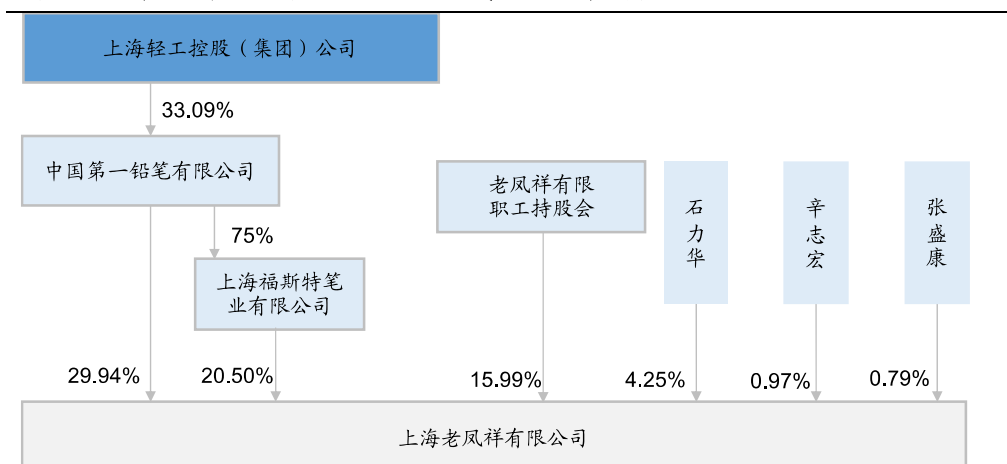 上海轻工控股（集团）公司
33.09%
中国第一铅笔有限公司
老凤祥有限
职工持股会
石力华
辛志宏
张盛康
75%
上海福斯特笔
业有限公司
29.94%
20.50%
15.99%
4.25%
0.97%
0.79%
上海老凤祥有限公司